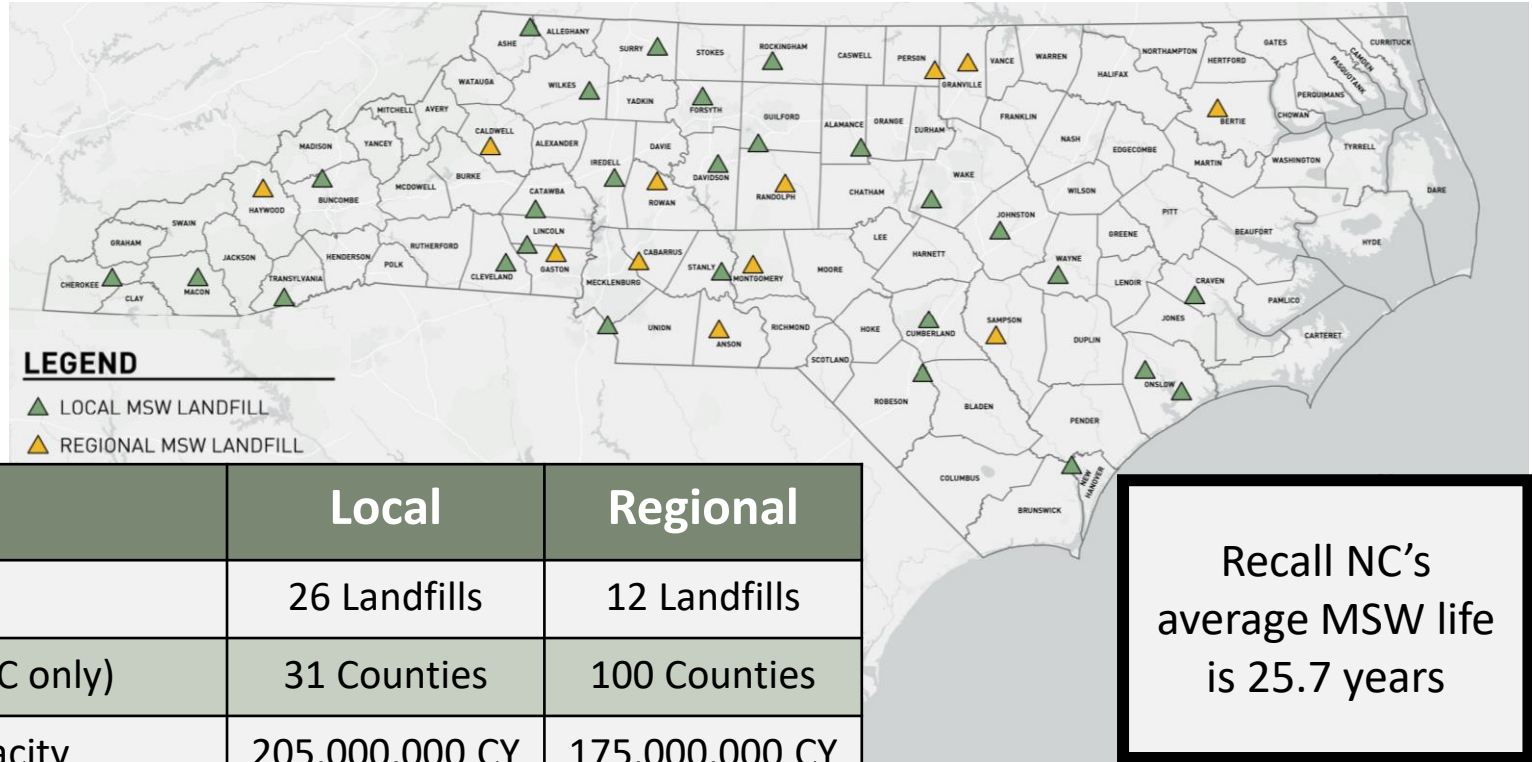 ASHE
ALLEGHANY
SURRY
STOKES
ROCKINGHAM
CASWELL
PERSON
GRANVILLE
VANCE
WARREN
NORTHAMPTON
HALIFAX
HERTFORD
GATES
CAMDEN
PASQUOTANK
CURRITUCK
PERQUIMANS
CHOWAN
BERTIE
WATAUGA
WILKES
YADKIN
FORSYTH
GUILFORD
ALAMANCE
ORANGE
DURHAM
FRANKLIN
NASH
EDGECOMBE
MARTIN
WASHINGTON
TYRRELL
DARE
MITCHELL
AVERY
CALDWELL
ALEXANDER
IREDELL
DAVIE
DAVIDSON
RANDOLPH
CHATHAM
WAKE
WILSON
PITT
BEAUFORT
HYDE
MADISON
YANCEY
MCDOWELL
BURKE
CATAWBA
ROWAN
LEE
JOHNSTON
GREENE
HAYWOOD
BUNCOMBE
SWAIN
GRAHAM
JACKSON
HENDERSON
POLK
RUTHERFORD
CLEVELAND
LINCOLN
GASTON
CABARRUS
STANLY
MONTGOMERY
MOORE
HARNETT
WAYNE
LENOIR
CRAVEN
PAMLICO
JONES
CARTERET
CHEROKEE
CLAY
MACON
TRANSYLVANIA
MECKLENBURG
UNION
ANSON
RICHMOND
SCOTLAND
HOKE
CUMBERLAND
SAMPSON
DUPLIN
ONSLOW
ROBESON
BLADEN
PENDER
COLUMBUS
NEW
HANOVER
BRUNSWICK
LEGEND
LOCAL MSW LANDFILL
REGIONAL MSW LANDFILL
Local Regional
26 Landfills 12 Landfills
C only) 31 Counties 100 Counties
acity 205,000,000 CY 175,000,000 CY
Recall NC’s
average MSW life
is 25.7 years